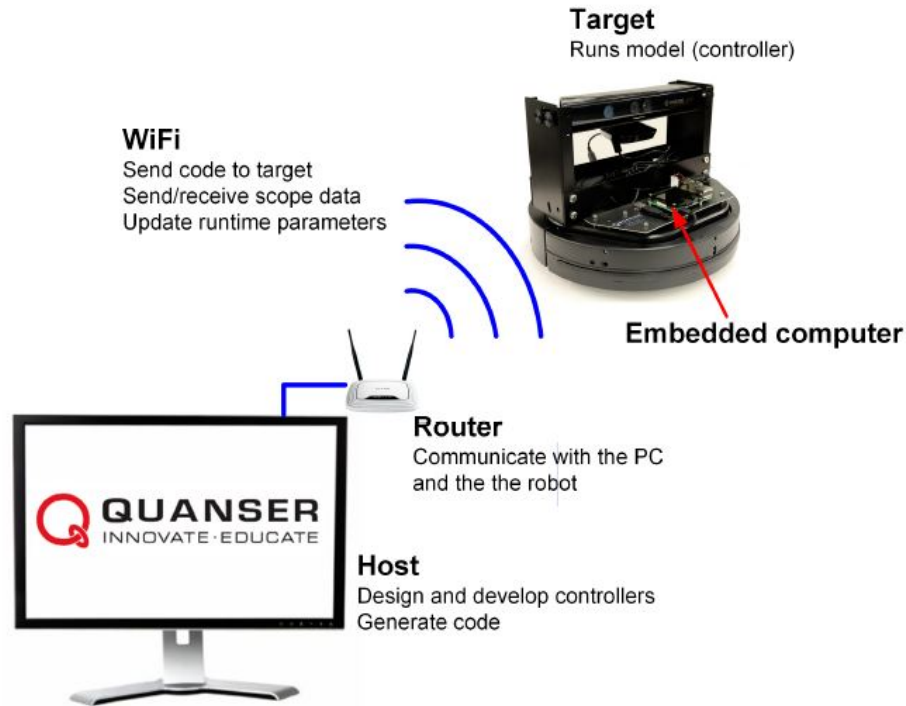 Target
Runs model (controller)
WiFi
Send code to target
Send/receive scope data
Update runtime parameters
Embedded computer
Router
Communicate with the PC
and the the robot
QUANSER
INNOVATE·EDUCATE
Host
Design and develop controllers
Generate code